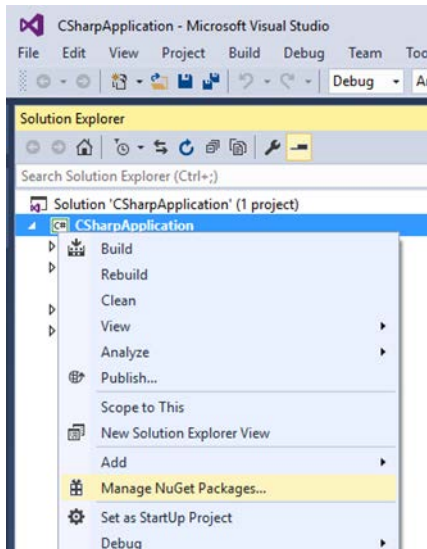 CSharpApplication - Microsoft Visual Studio
File Edit View Project Build Debug Team Too
Debug
Solution Explorer
Search Solution Explorer (Ctrl+;)
Solution 'CSharpApplication' (1 project)
C# CSharpApplication
Build
Rebuild
Clean
View
Analyze
Publish...
Scope to This
New Solution Explorer View
Add
Manage NuGet Packages...
Set as StartUp Project
Debug